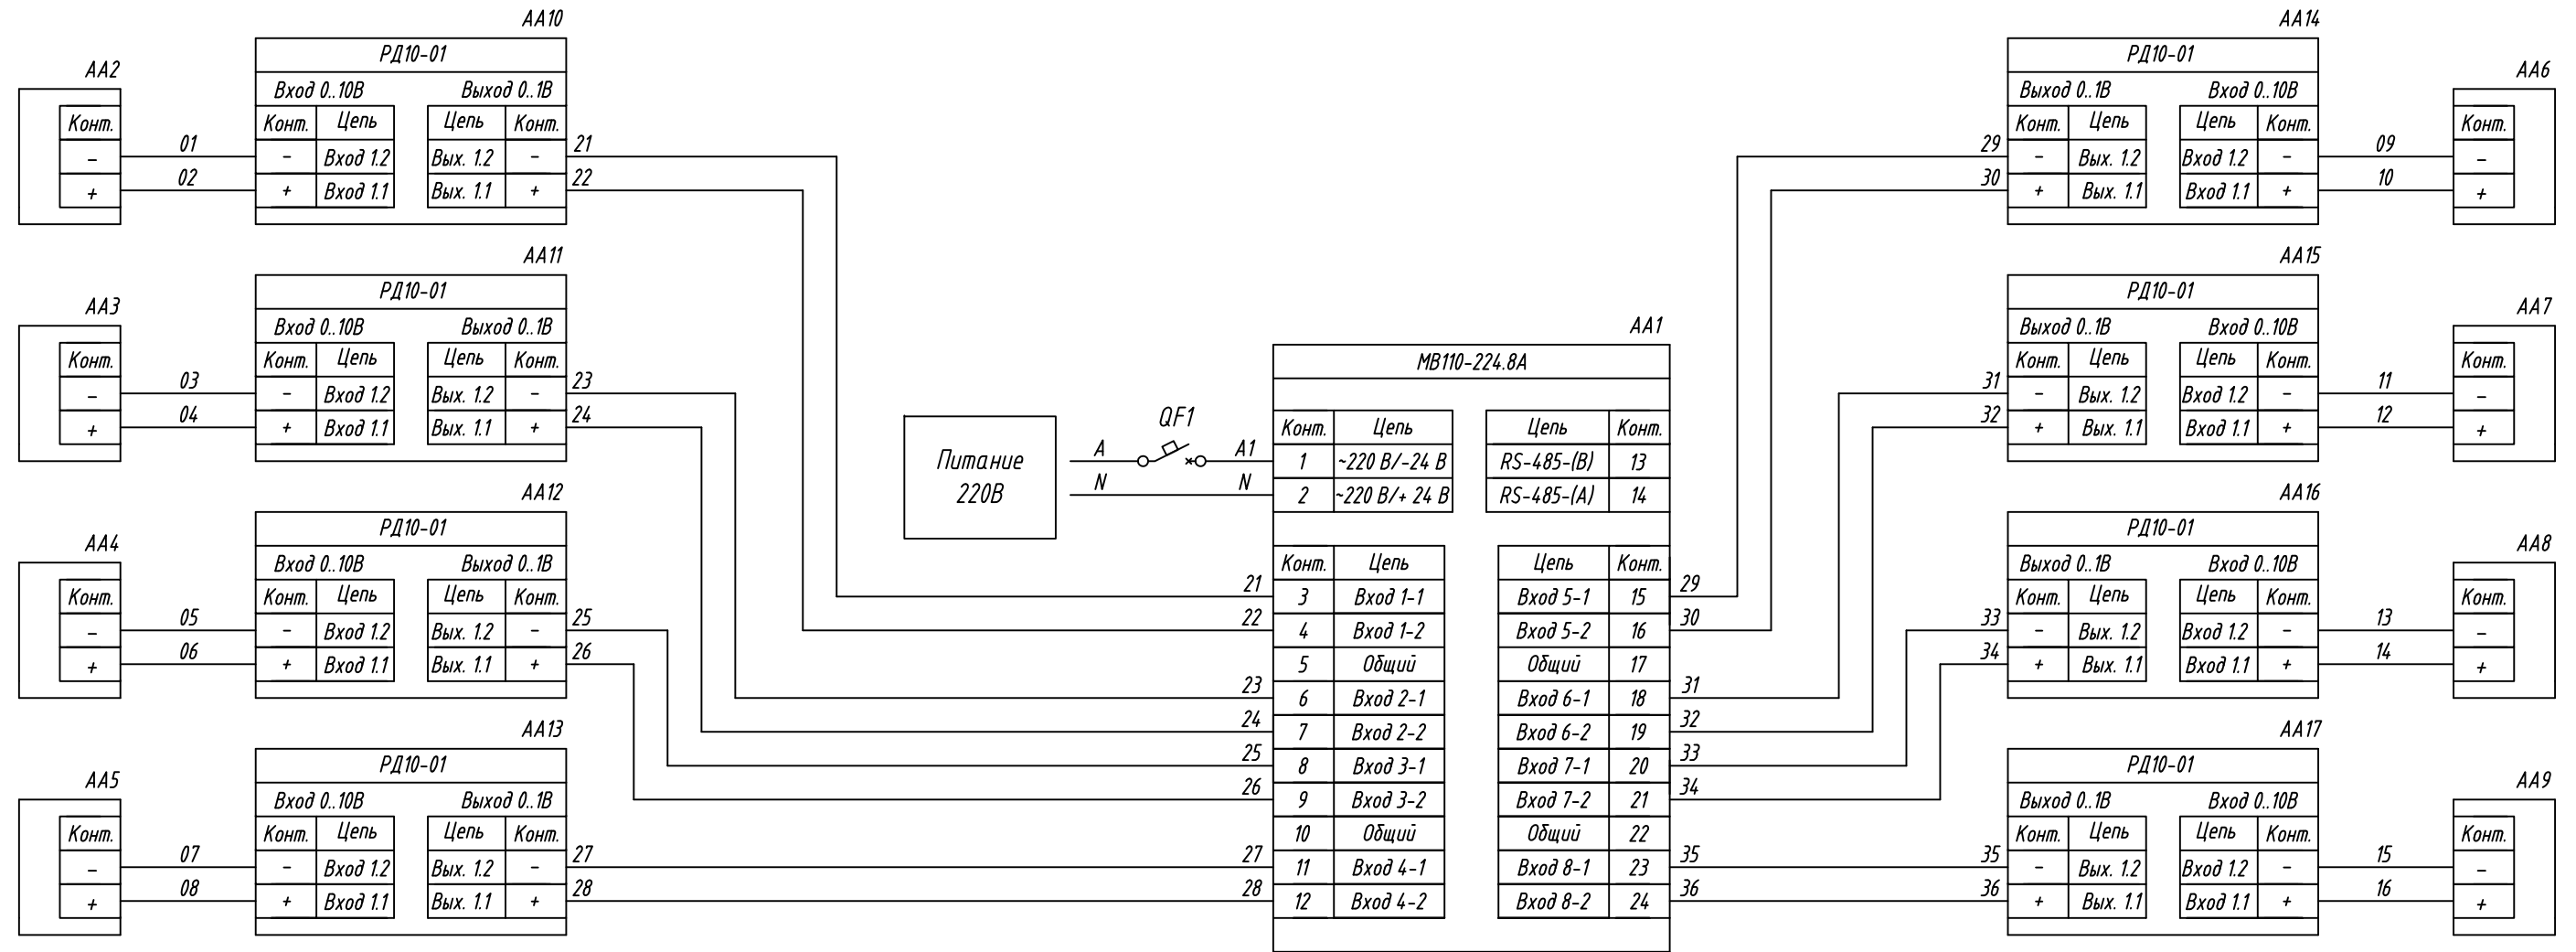 AA10
РД10-01
Вход 0..10В Выход 0..1В
Конт. Цепь Цепь Конт.
- Вход 1.2 Вых. 1.2 -
+ Вход 1.1 Вых. 1.1 +
AA2
Конт.
-
+
01
02
21
22
AA11
РД10-01
Вход 0..10В Выход 0..1В
Конт. Цепь Цепь Конт.
- Вход 1.2 Вых. 1.2 -
+ Вход 1.1 Вых. 1.1 +
AA3
Конт.
-
+
03
04
23
24
AA12
РД10-01
Вход 0..10В Выход 0..1В
Конт. Цепь Цепь Конт.
- Вход 1.2 Вых. 1.2 -
+ Вход 1.1 Вых. 1.1 +
AA4
Конт.
-
+
05
06
25
26
AA13
РД10-01
Вход 0..10В Выход 0..1В
Конт. Цепь Цепь Конт.
- Вход 1.2 Вых. 1.2 -
+ Вход 1.1 Вых. 1.1 +
AA5
Конт.
-
+
07
08
27
28
Питание
220В
QF1
A A1
N N
AA1
МВ110-224.8А
Конт. Цепь Цепь Конт.
1 ~220 В/-24 В RS-485-(B) 13
2 ~220 В/+ 24 В RS-485-(A) 14
Конт. Цепь Цепь Конт.
21 3 Вход 1-1 Вход 5-1 15 29
22 4 Вход 1-2 Вход 5-2 16 30
5 Общий Общий 17
23 6 Вход 2-1 Вход 6-1 18 31
24 7 Вход 2-2 Вход 6-2 19 32
25 8 Вход 3-1 Вход 7-1 20 33
26 9 Вход 3-2 Вход 7-2 21 34
10 Общий Общий 22
27 11 Вход 4-1 Вход 8-1 23 35
28 12 Вход 4-2 Вход 8-2 24 36
AA14
РД10-01
Выход 0..1В Вход 0..10В
Конт. Цепь Цепь Конт.
- Вых. 1.2 Вход 1.2 -
+ Вых. 1.1 Вход 1.1 +
29
30
09
10
AA6
Конт.
-
+
AA15
РД10-01
Выход 0..1В Вход 0..10В
Конт. Цепь Цепь Конт.
- Вых. 1.2 Вход 1.2 -
+ Вых. 1.1 Вход 1.1 +
31
32
11
12
AA7
Конт.
-
+
AA16
РД10-01
Выход 0..1В Вход 0..10В
Конт. Цепь Цепь Конт.
- Вых. 1.2 Вход 1.2 -
+ Вых. 1.1 Вход 1.1 +
33
34
13
14
AA8
Конт.
-
+
AA17
РД10-01
Выход 0..1В Вход 0..10В
Конт. Цепь Цепь Конт.
- Вых. 1.2 Вход 1.2 -
+ Вых. 1.1 Вход 1.1 +
35
36
15
16
AA9
Конт.
-
+